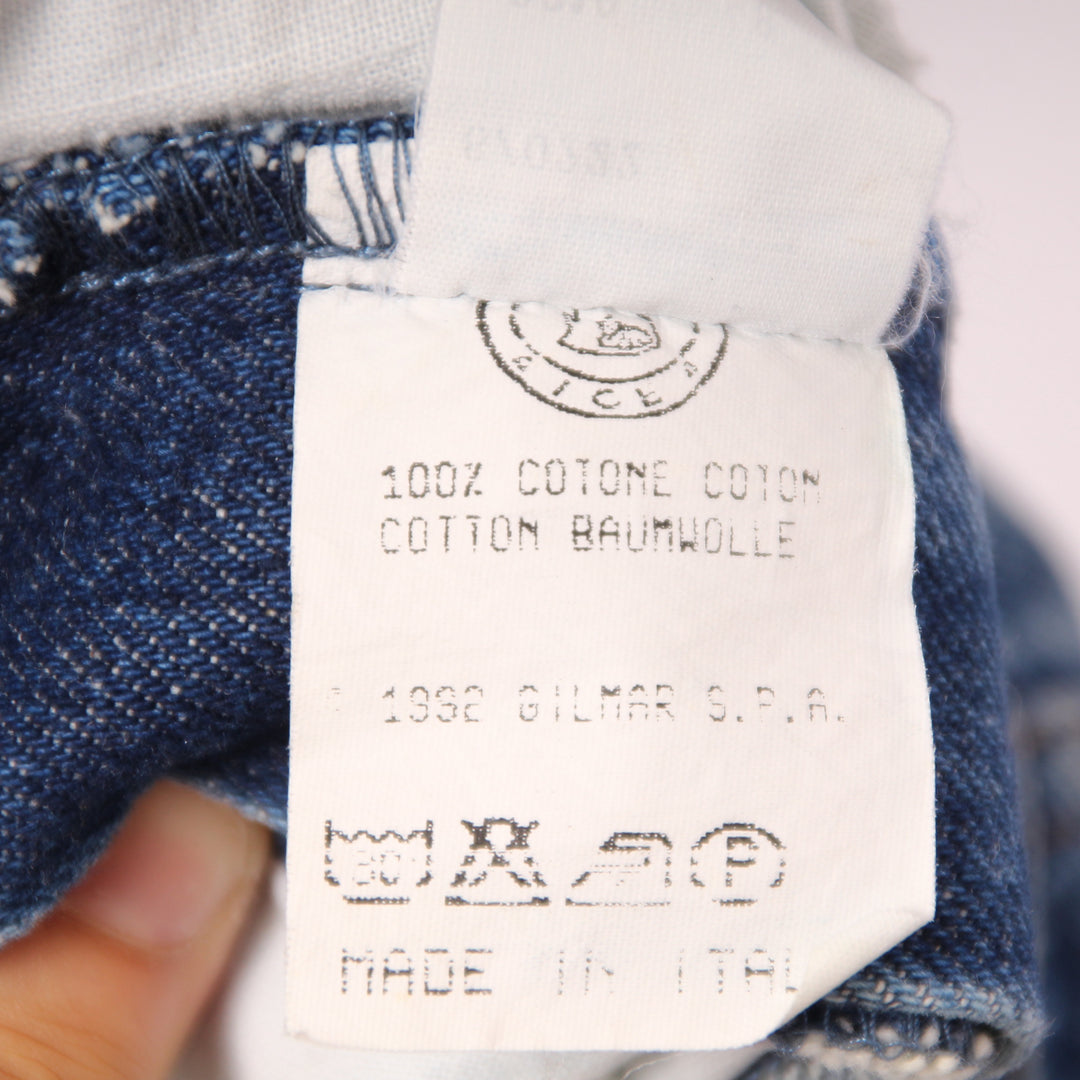 ICE
100% COTONE COTON
COTTON BAUMWOLLE
© 1992 GILMAR S.P.A.
30 P
MADE IN ITAL